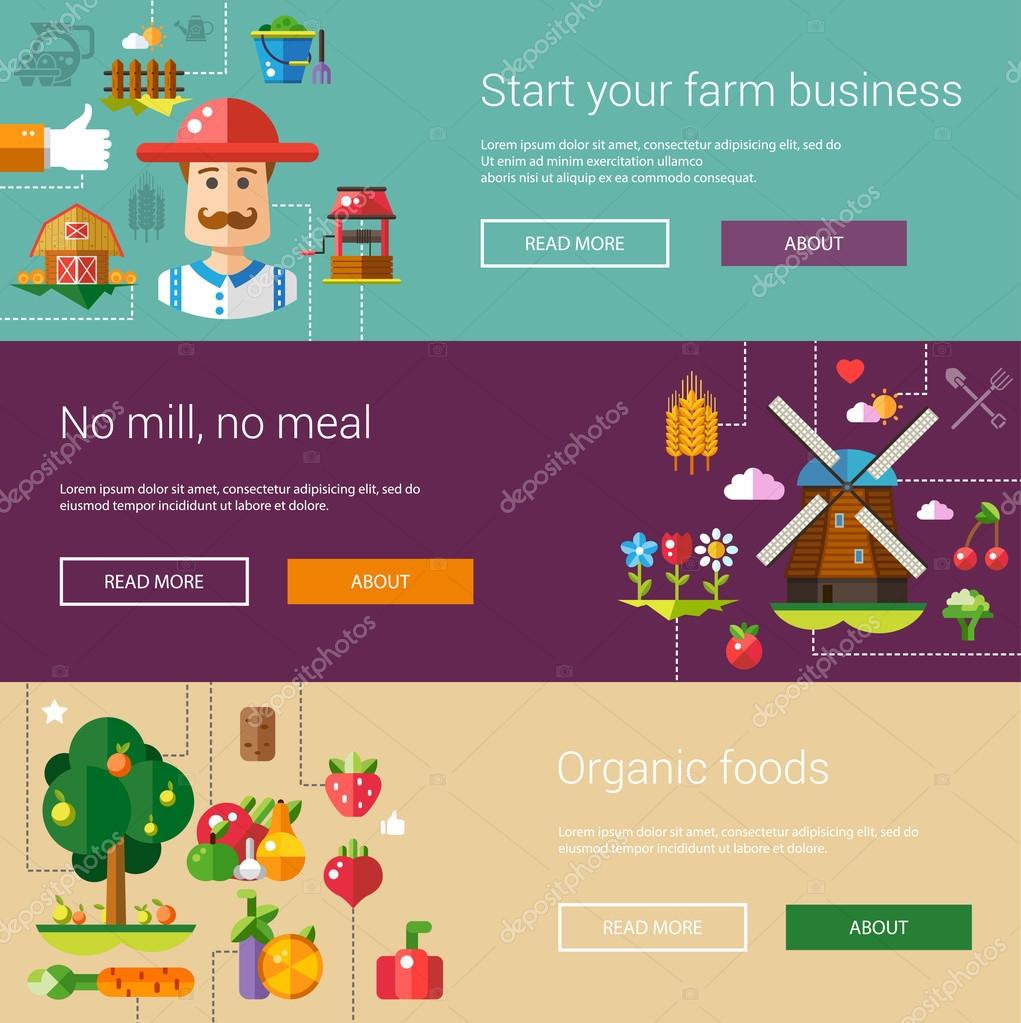 Start your farm business
Lorem ipsum dolor sit amet, consectetur adipisicing elit, sed do
Ut enim ad minim exercitation ullamco
aboris nisi ut aliquip ex ea commodo consequat.
READ MORE
ABOUT
No mill, no meal
Lorem ipsum dolor sit amet, consectetur adipisicing elit, sed do
eiusmod tempor incididunt ut labore et dolore.
READ MORE
ABOUT
Organic foods
Lorem ipsum dolor sit amet, consectetur adipisicing elit, sed do
eiusmod tempor incididunt ut labore et dolore.
READ MORE
ABOUT
depositphotos